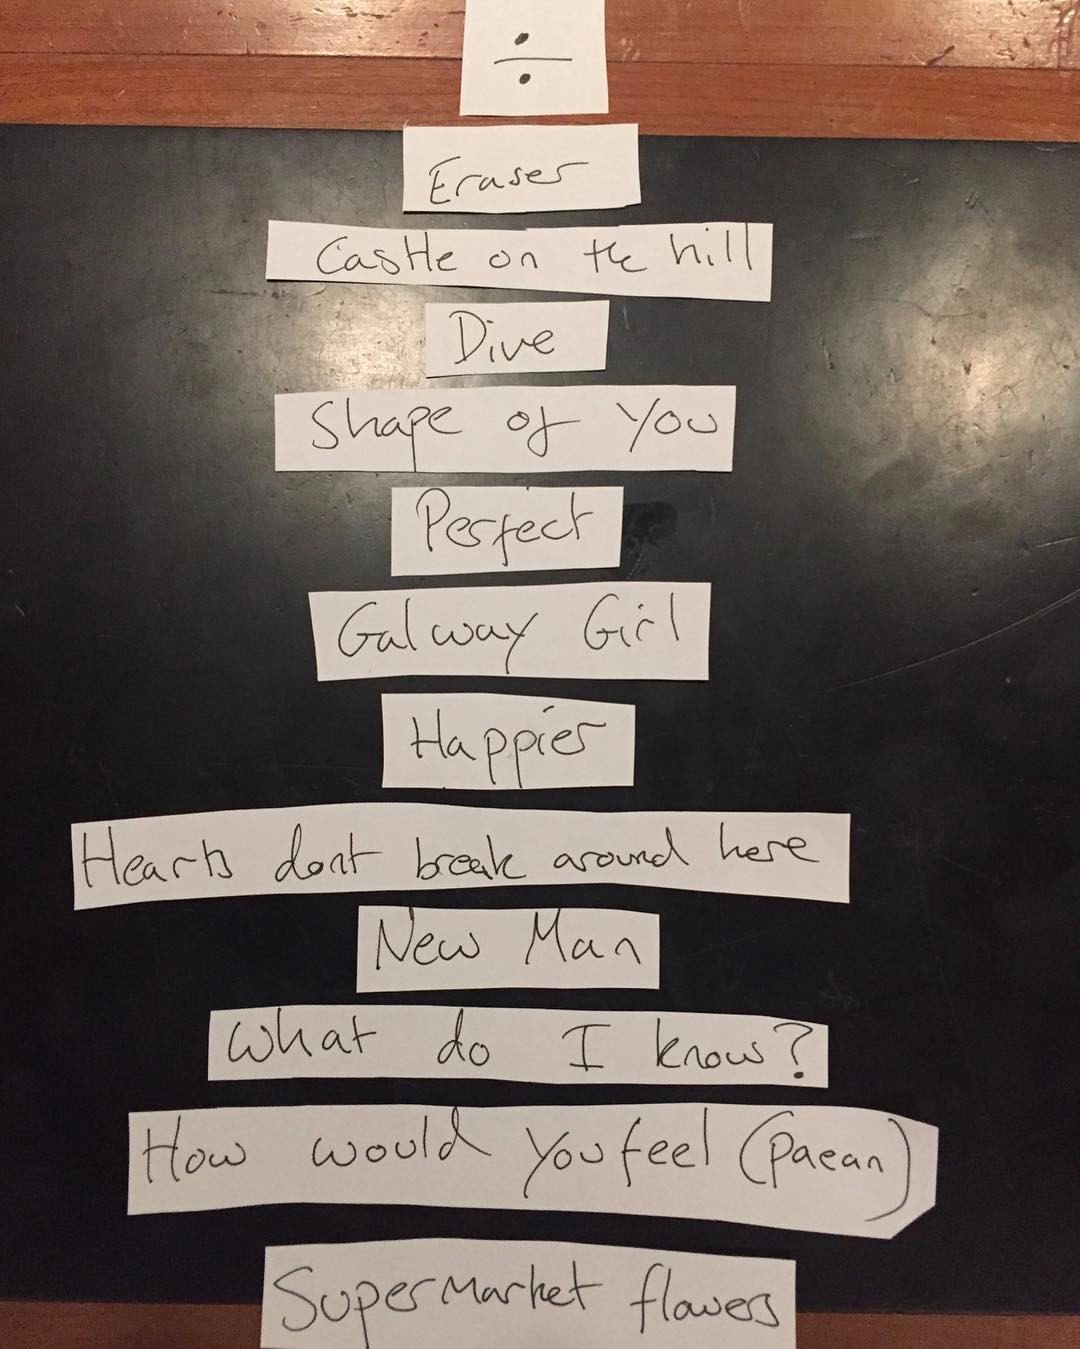 ÷
Eraser
Castle on the hill
Dive
Shape of You
Perfect
Galway Girl
Happier
Hearts dont break around here
New Man
What do I know?
How would you feel (paean)
Supermarket flowers